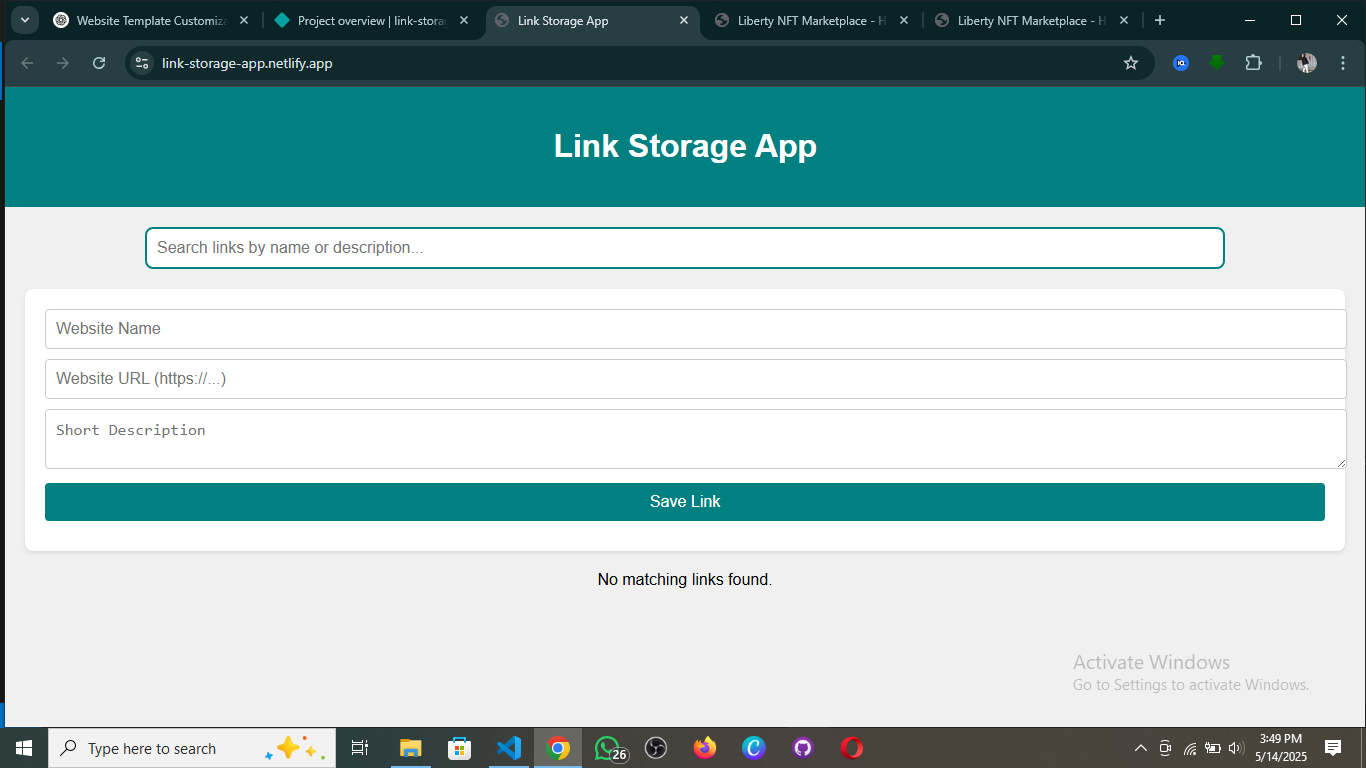 Website Template Customiza
Project overview | link-storag
Link Storage App
Liberty NFT Marketplace - H
Liberty NFT Marketplace - H
link-storage-app.netlify.app
Link Storage App
Search links by name or description...
Website Name
Website URL (https://...)
Short Description
Save Link
No matching links found.
Activate Windows
Go to Settings to activate Windows.
Type here to search
26
3:49 PM
5/14/2025